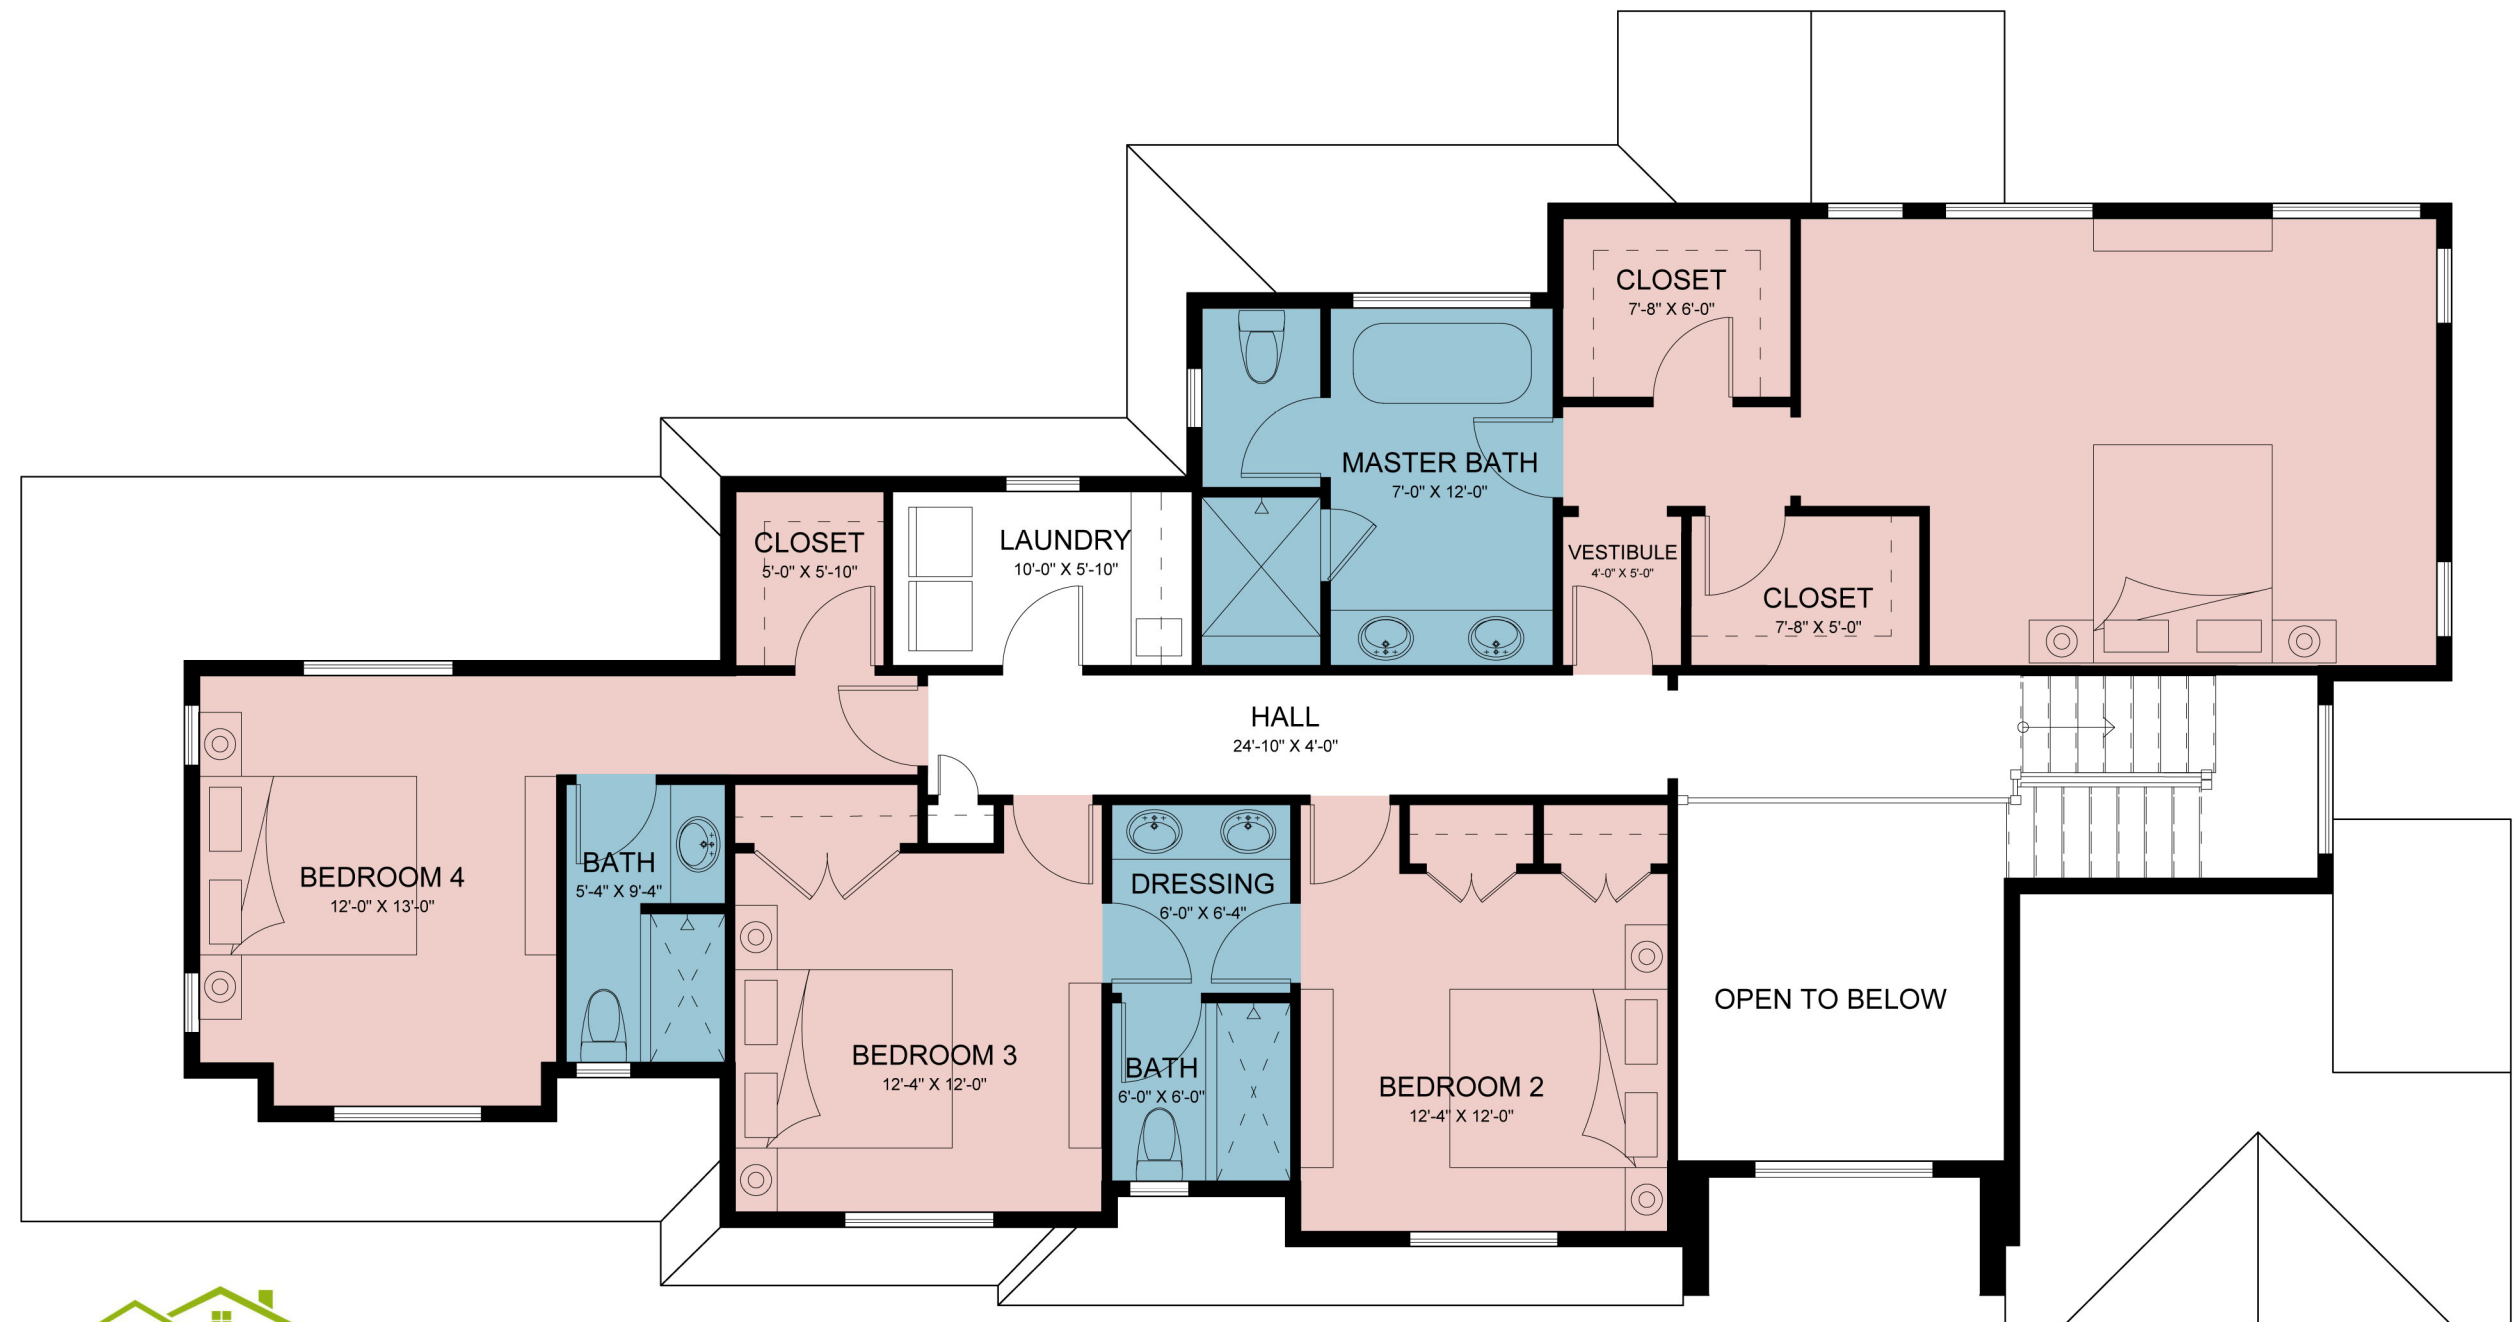 CLOSET
7'-8" X 6'-0"
MASTER BATH
7'-0" X 12'-0"
CLOSET
5'-0" X 5'-10"
LAUNDRY
10'-0" X 5'-10"
VESTIBULE
4'-0" X 5'-0"
CLOSET
7'-8" X 5'-0"
HALL
24'-10" X 4'-0"
BEDROOM 4
12'-0" X 13'-0"
BATH
5'-4" X 9'-4"
DRESSING
6'-0" X 6'-4"
OPEN TO BELOW
BEDROOM 3
12'-4" X 12'-0"
BATH
6'-0" X 6'-0"
BEDROOM 2
12'-4" X 12'-0"